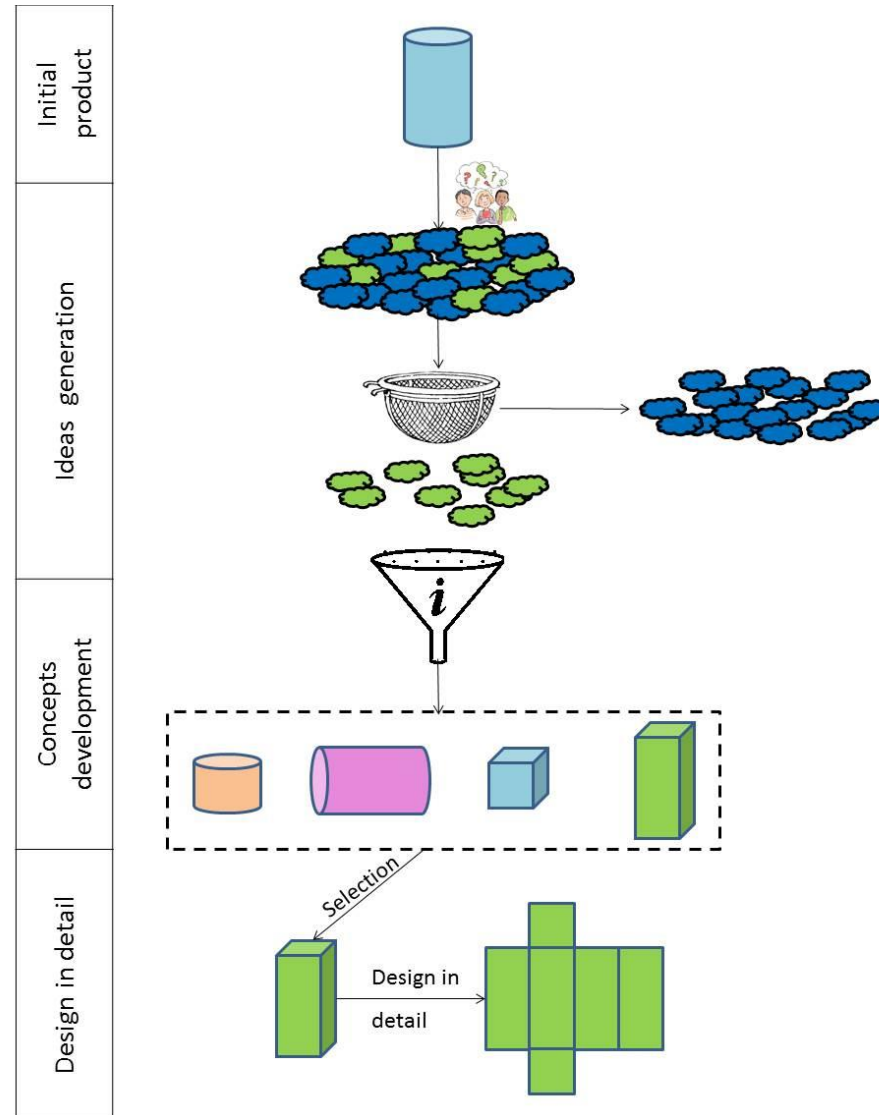 Initial
product
Ideas generation
i
Concepts
development
Selection
Design in detail
Design in
detail